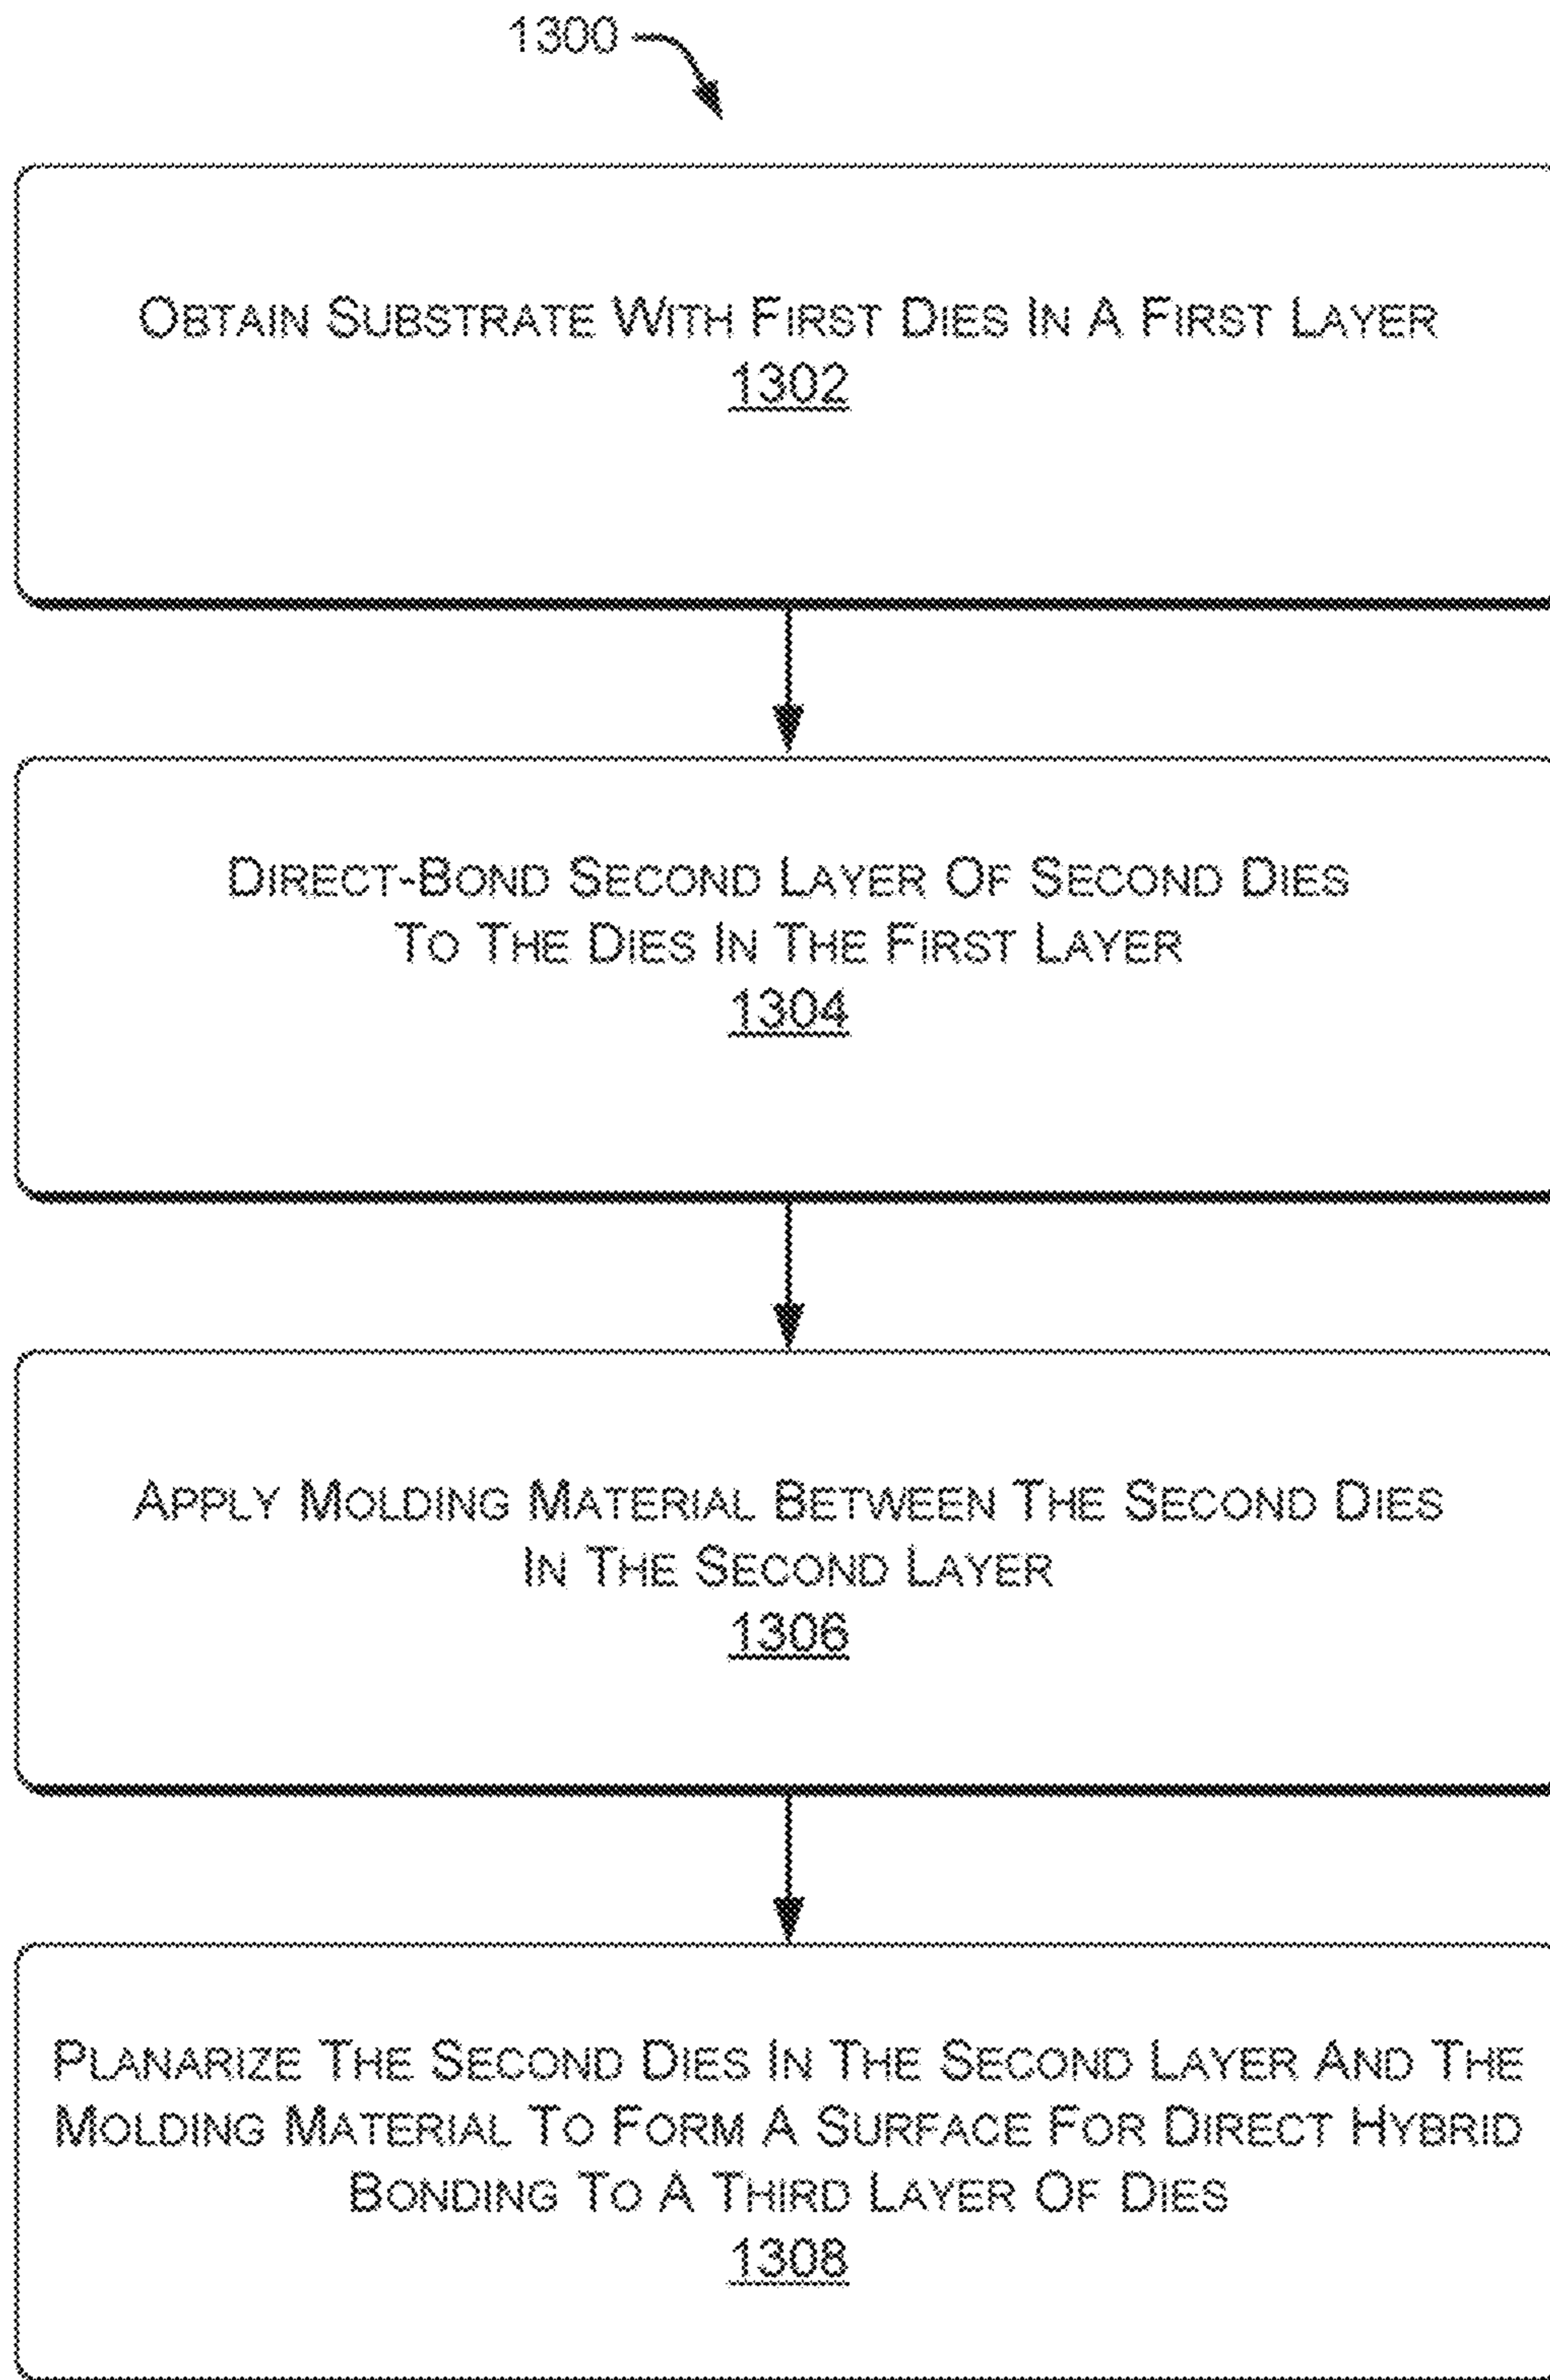 1300
OBTAIN SUBSTRATE WITH FIRST DIES IN A FIRST LAYER
1302
DIRECT-BOND SECOND LAYER OF SECOND DIES
TO THE DIES IN THE FIRST LAYER
1304
APPLY MOLDING MATERIAL BETWEEN THE SECOND DIES
IN THE SECOND LAYER
1306
PLANARIZE THE SECOND DIES IN THE SECOND LAYER AND THE
MOLDING MATERIAL TO FORM A SURFACE FOR DIRECT HYBRID
BONDING TO A THIRD LAYER OF DIES
1308